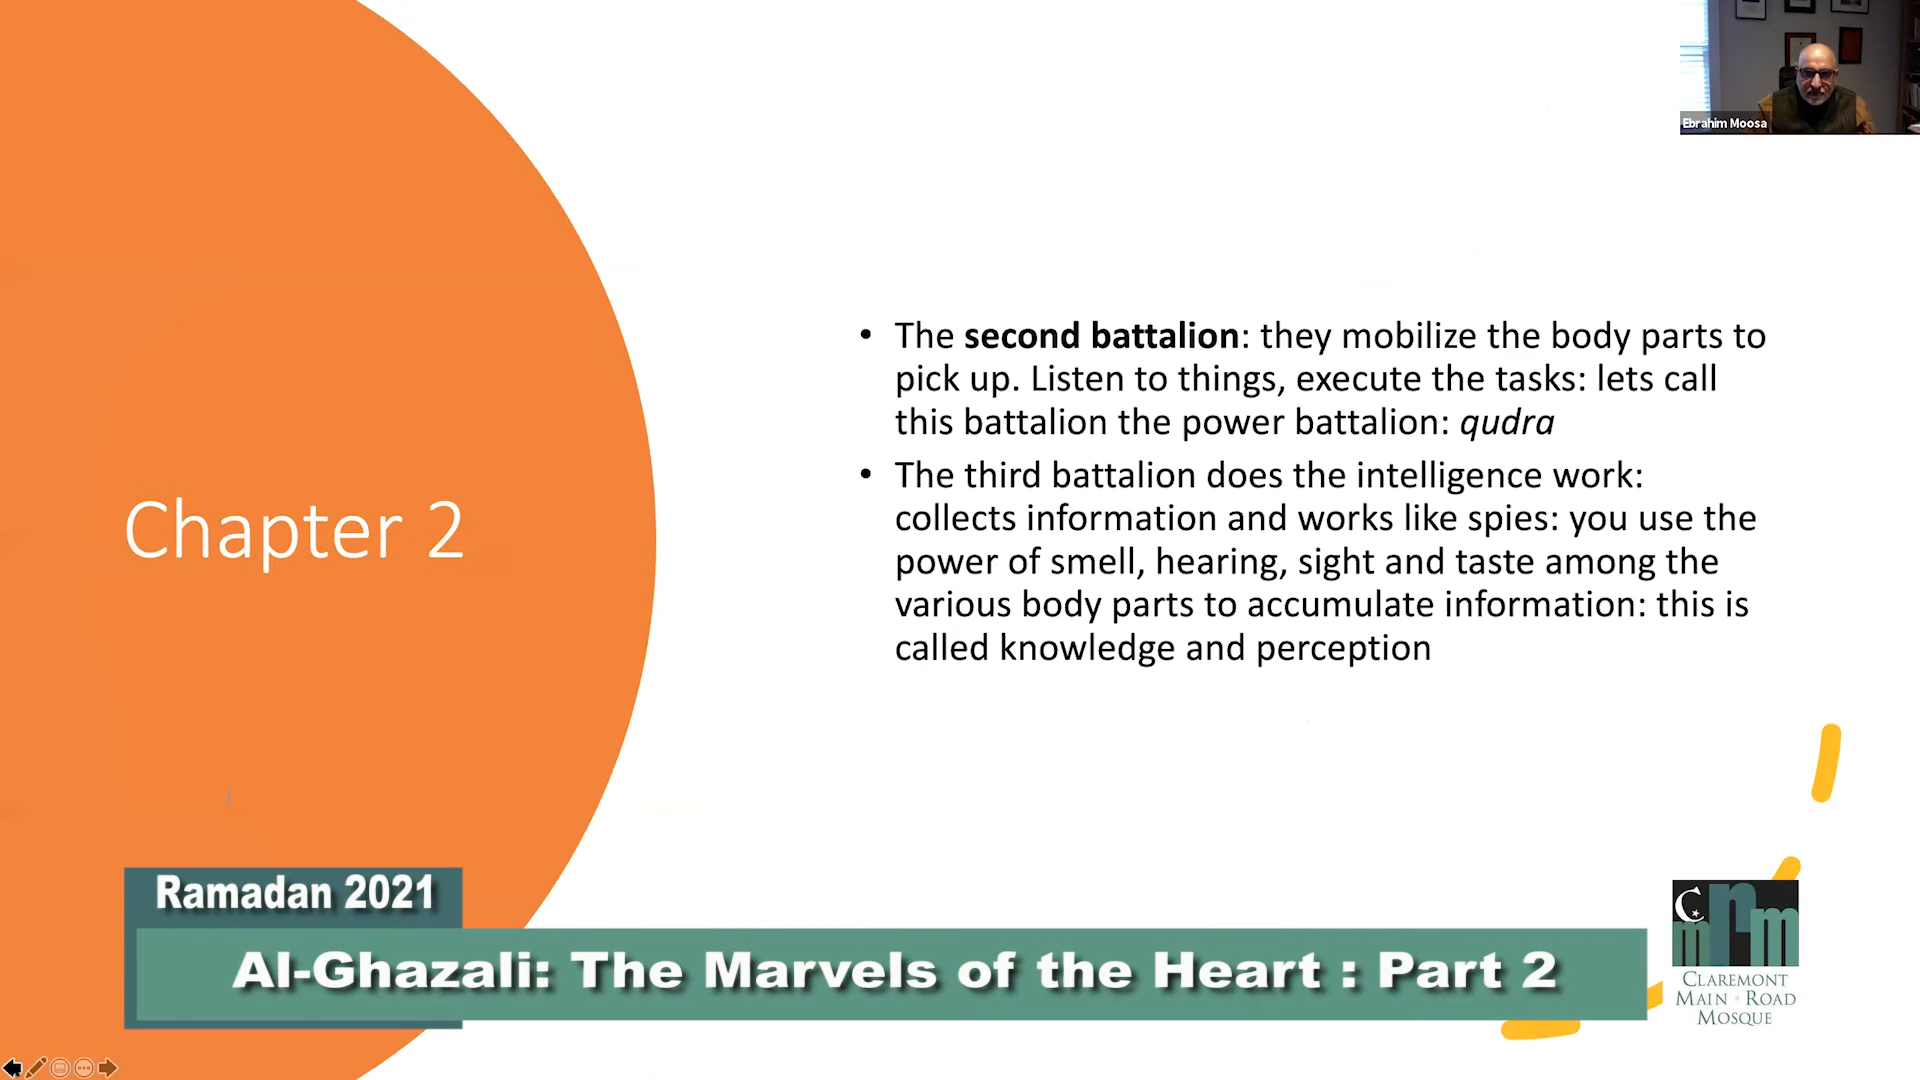 Ebrahim Moosa
• The second battalion: they mobilize the body parts to
pick up. Listen to things, execute the tasks: lets call
this battalion the power battalion: qudra
• The third battalion does the intelligence work:
collects information and works like spies: you use the
power of smell, hearing, sight and taste among the
various body parts to accumulate information: this is
called knowledge and perception
Chapter 2
Ramadan 2021
Al-Ghazali: The Marvels of the Heart : Part 2
cmrm
CLAREMONT
MAIN ROAD
MOSQUE